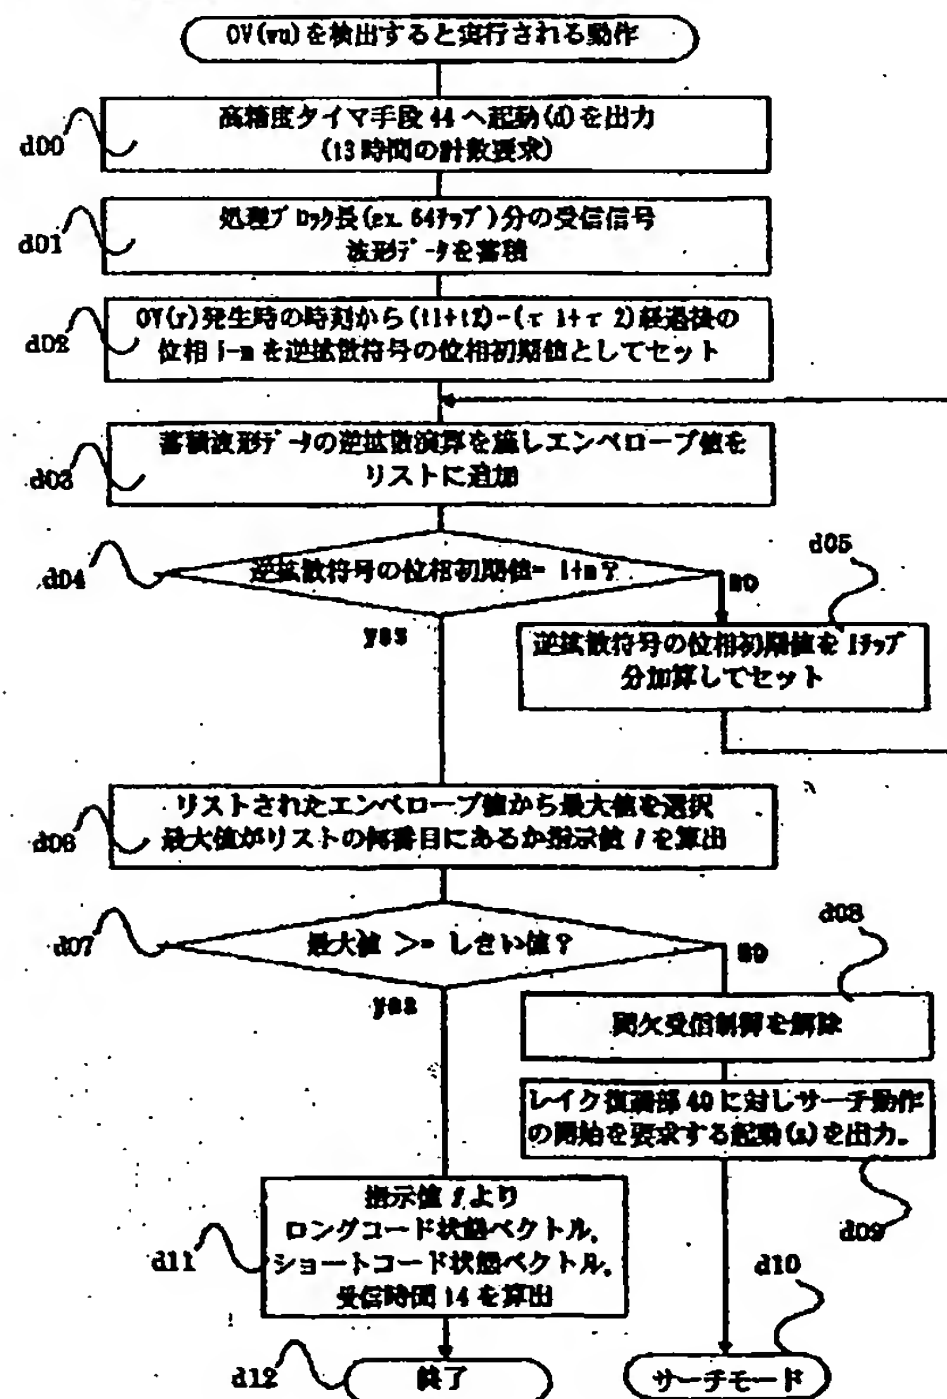 OV(wu)を検出すると実行される動作
d00
高精度タイマ手段 44 へ起動(d)を出力
(t3 時間の計数要求)
d01
処理ブロック長(ex. 64チップ)分の受信信号
波形データを蓄積
d02
OV(r)発生時の時刻から(t1+t2)-(τ1+τ2)経過後の
位相 i-m を逆拡散符号の位相初期値としてセット
d03
蓄積波形データの逆拡散演算を施しエンベロープ値を
リストに追加
d04
逆拡散符号の位相初期値= i+m ?
yes
no
d05
逆拡散符号の位相初期値を 1チップ
分加算してセット
d06
リストされたエンベロープ値から最大値を選択
最大値がリストの何番目にあるか指示値 l を算出
d07
最大値 >= しきい値?
yes
no
d08
間欠受信制御を解除
レイク復調部 40 に対しサーチ動作
の開始を要求する起動(s)を出力。
d09
d11
指示値 l より
ロングコード状態ベクトル,
ショートコード状態ベクトル,
受信時間 t4 を算出
d10
d12
終了
サーチモード